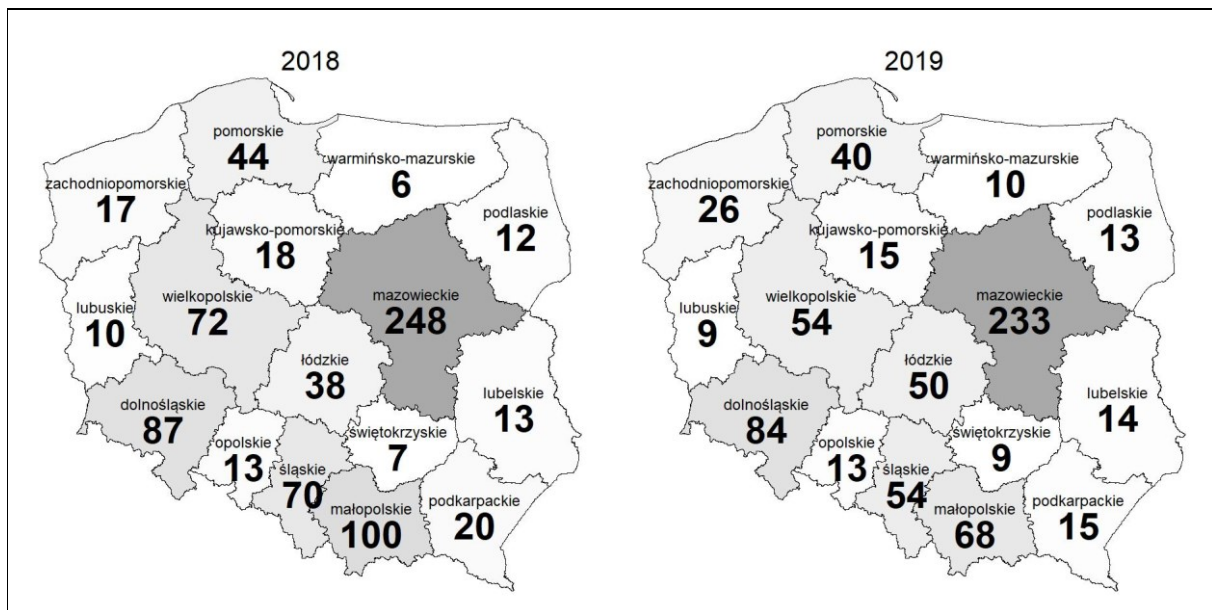 2018
pomorskie
44
warmińsko-mazurskie
6
zachodniopomorskie
17
podlaskie
12
kujawsko-pomorskie
18
mazowieckie
248
wielkopolskie
72
lubuskie
10
łódzkie
38
lubelskie
13
dolnośląskie
87
opolskie
13
świętokrzyskie
7
śląskie
70
małopolskie
100
podkarpackie
20
2019
pomorskie
40
warmińsko-mazurskie
10
zachodniopomorskie
26
podlaskie
13
kujawsko-pomorskie
15
mazowieckie
233
wielkopolskie
54
lubuskie
9
łódzkie
50
lubelskie
14
dolnośląskie
84
opolskie
13
świętokrzyskie
9
śląskie
54
małopolskie
68
podkarpackie
15